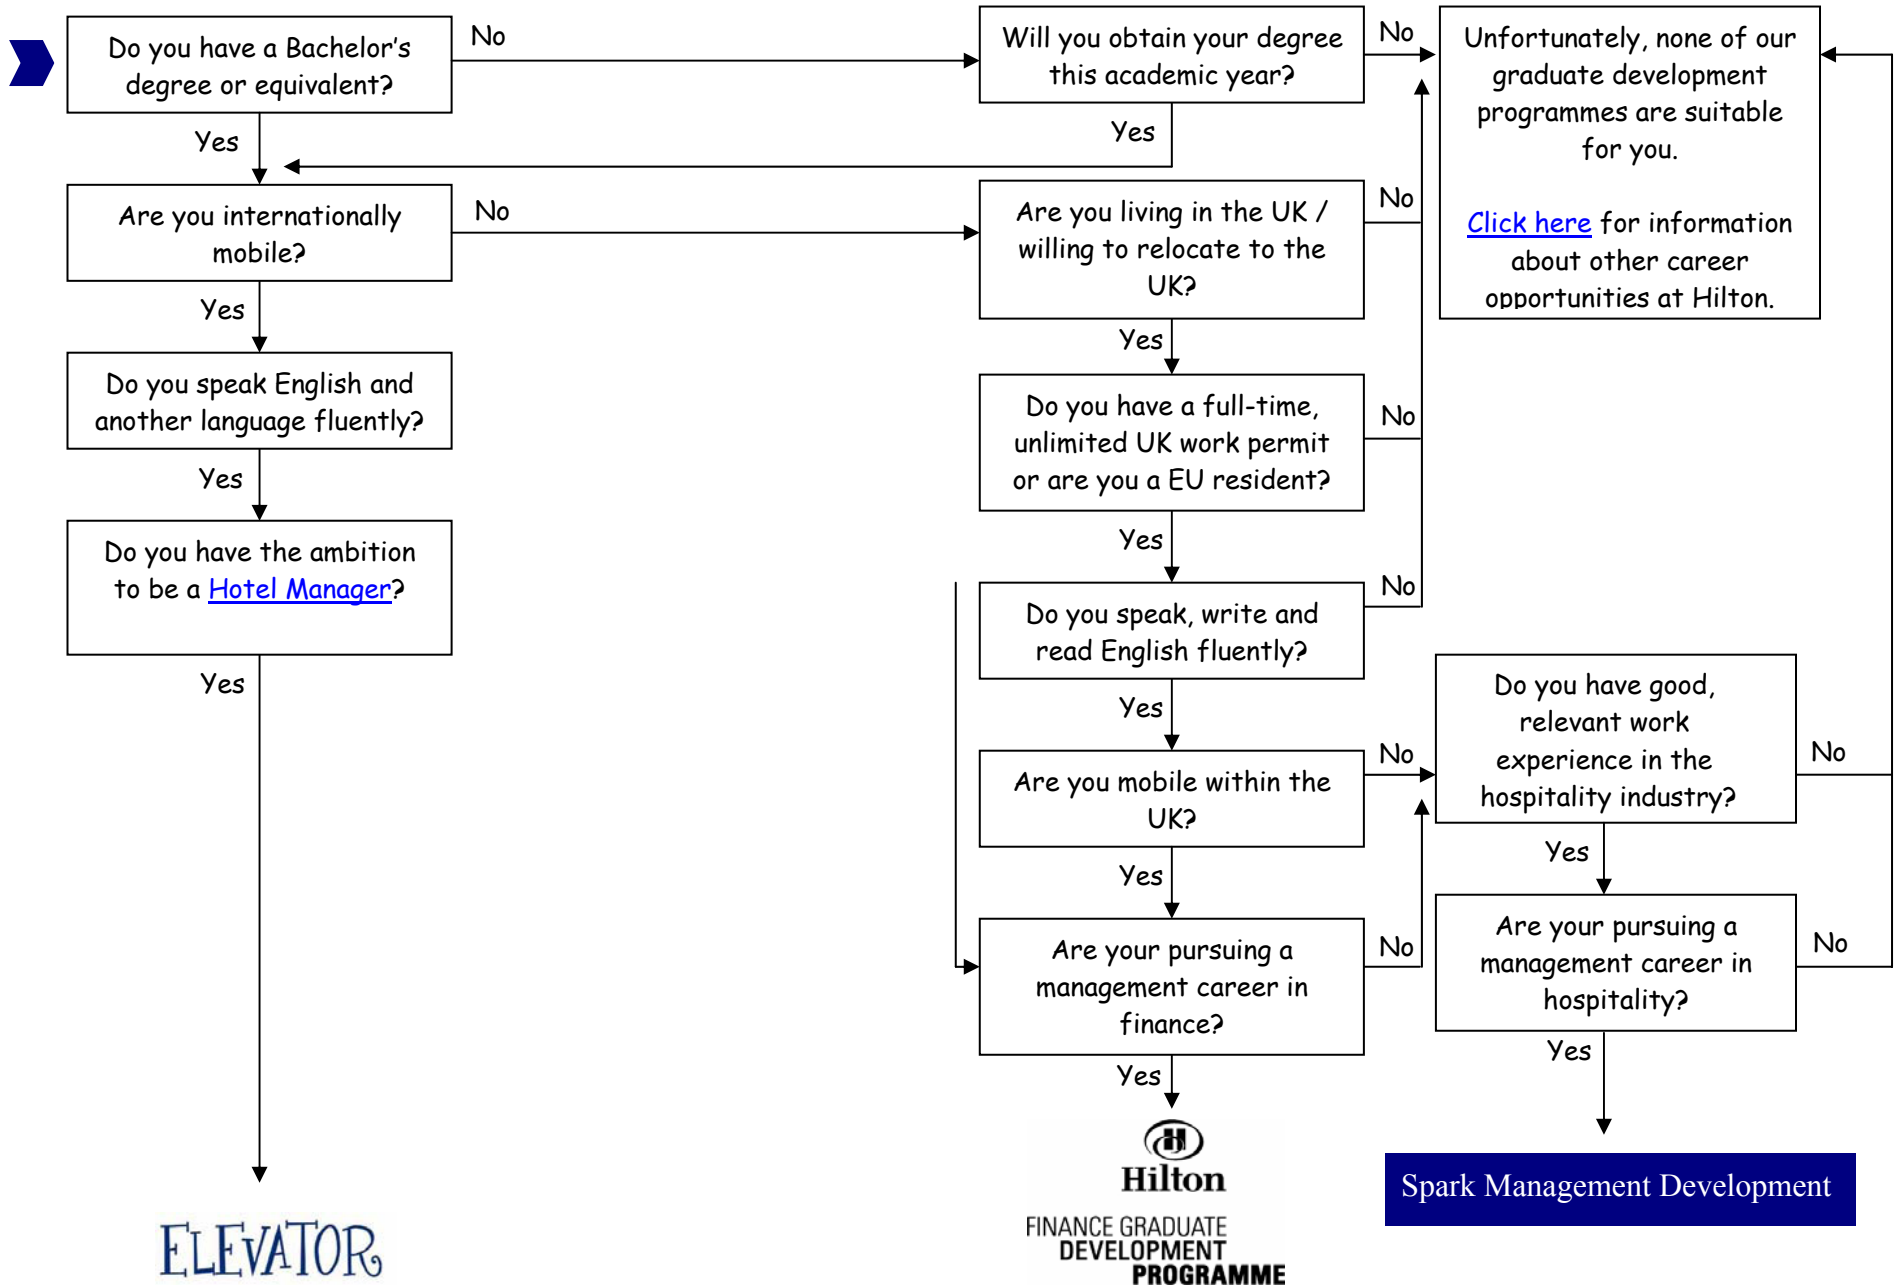 Do you have a Bachelor's
degree or equivalent?
No
Will you obtain your degree
this academic year?
No
Unfortunately, none of our
graduate development
programmes are suitable
for you.
Click here for information
about other career
opportunities at Hilton.
Yes
Yes
Are you internationally
mobile?
No
Are you living in the UK /
willing to relocate to the
UK?
No
Yes
Yes
Do you speak English and
another language fluently?
Do you have a full-time,
unlimited UK work permit
or are you a EU resident?
No
Yes
Yes
Do you have the ambition
to be a Hotel Manager?
Do you speak, write and
read English fluently?
No
Yes
Yes
Are you mobile within the
UK?
No
Do you have good,
relevant work
experience in the
hospitality industry?
No
Yes
Yes
Are your pursuing a
management career in
finance?
No
Are your pursuing a
management career in
hospitality?
No
Yes
Yes
ELEVATOR
H
Hilton
FINANCE GRADUATE
DEVELOPMENT
PROGRAMME
Spark Management Development